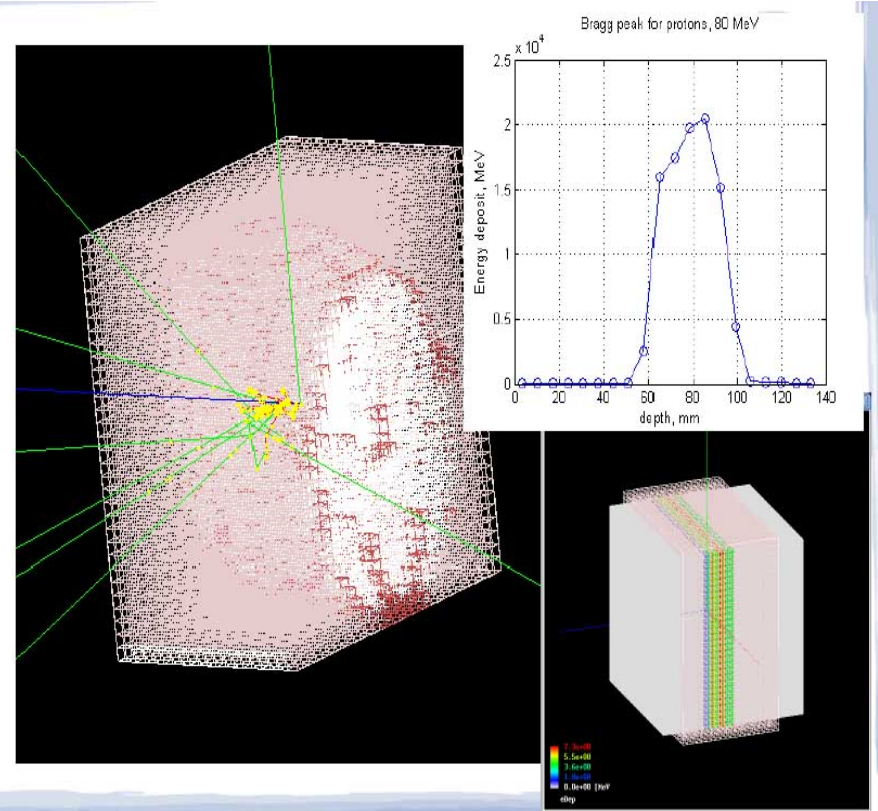 Bragg peak for protons, 80 MeV
x 10^4
2.5
2
1.5
1
0.5
0
Energy deposit, MeV
0 20 40 60 80 100 120 140
depth, mm
7.3e+00
5.5e+00
3.6e+00
1.8e+00
0.0e+00 [MeV
eDep